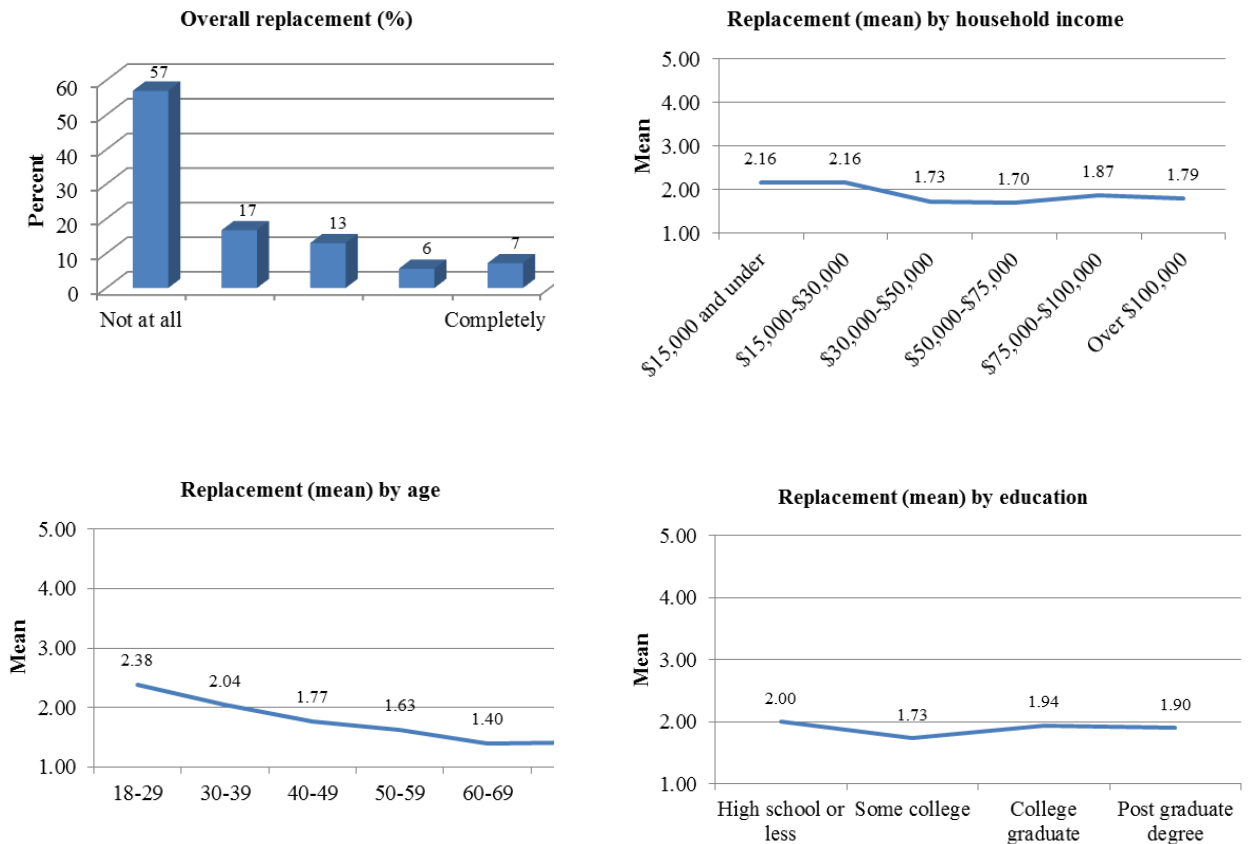 Overall replacement (%)
Percent
60
50
40
30
20
10
0
57
17
13
6
7
Not at all
Completely
Replacement (mean) by household income
Mean
5.00
4.00
3.00
2.00
1.00
2.16
2.16
1.73
1.70
1.87
1.79
$15,000 and under
$15,000-$30,000
$30,000-$50,000
$50,000-$75,000
$75,000-$100,000
Over $100,000
Replacement (mean) by age
Mean
5.00
4.00
3.00
2.00
1.00
2.38
2.04
1.77
1.63
1.40
18-29
30-39
40-49
50-59
60-69
Replacement (mean) by education
Mean
5.00
4.00
3.00
2.00
1.00
2.00
1.73
1.94
1.90
High school or
less
Some college
College
graduate
Post graduate
degree